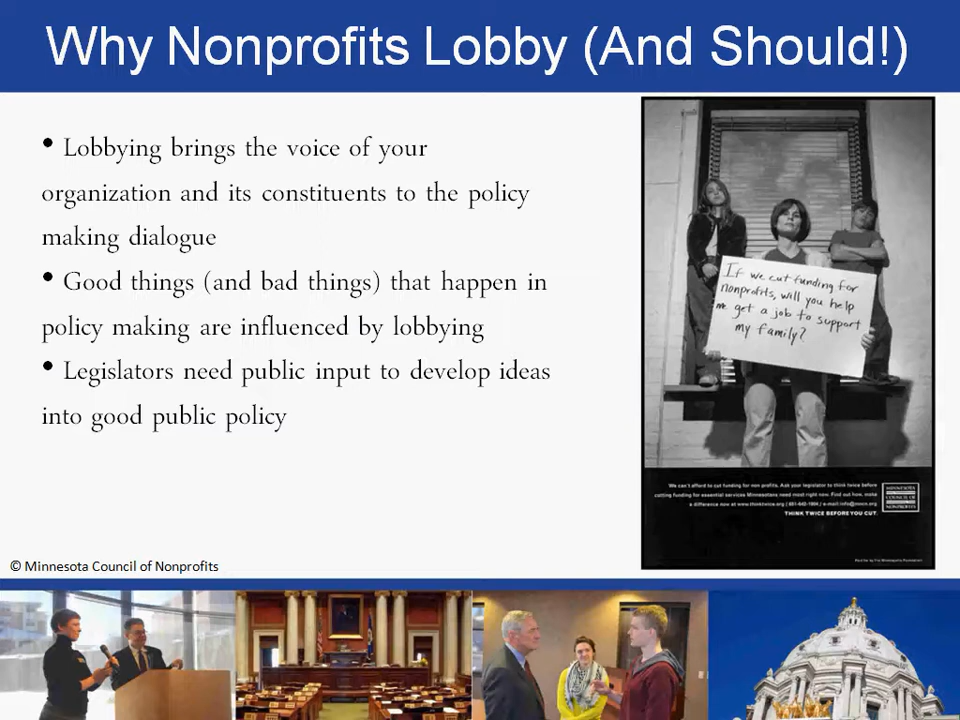 Why Nonprofits Lobby (And Should!)
• Lobbying brings the voice of your
organization and its constituents to the policy
making dialogue
• Good things (and bad things) that happen in
policy making are influenced by lobbying
• Legislators need public input to develop ideas
into good public policy
If we cut funding for
nonprofits, will you help
me get a job to support
my family?
We can't afford to cut funding for non profits. Ask your legislator to think twice before
cutting funding for essential services Minnesotans need most right now. Find out how. make
a difference now at www.thinktwice.org / 651-642-1904 / e-mail info@mncn.org
THINK TWICE BEFORE YOU CUT.
MINNESOTA
COUNCIL OF
NONPROFITS
© Minnesota Council of Nonprofits